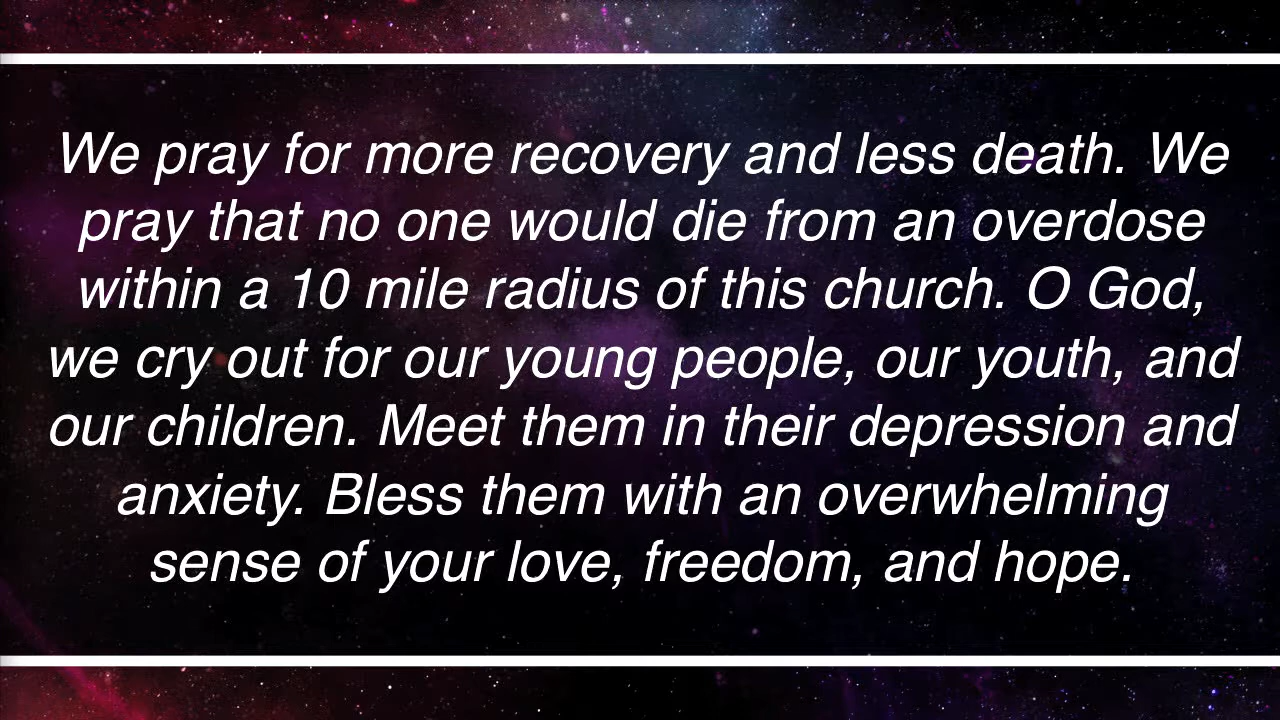 We pray for more recovery and less death. We
pray that no one would die from an overdose
within a 10 mile radius of this church. O God,
we cry out for our young people, our youth, and
our children. Meet them in their depression and
anxiety. Bless them with an overwhelming
sense of your love, freedom, and hope.